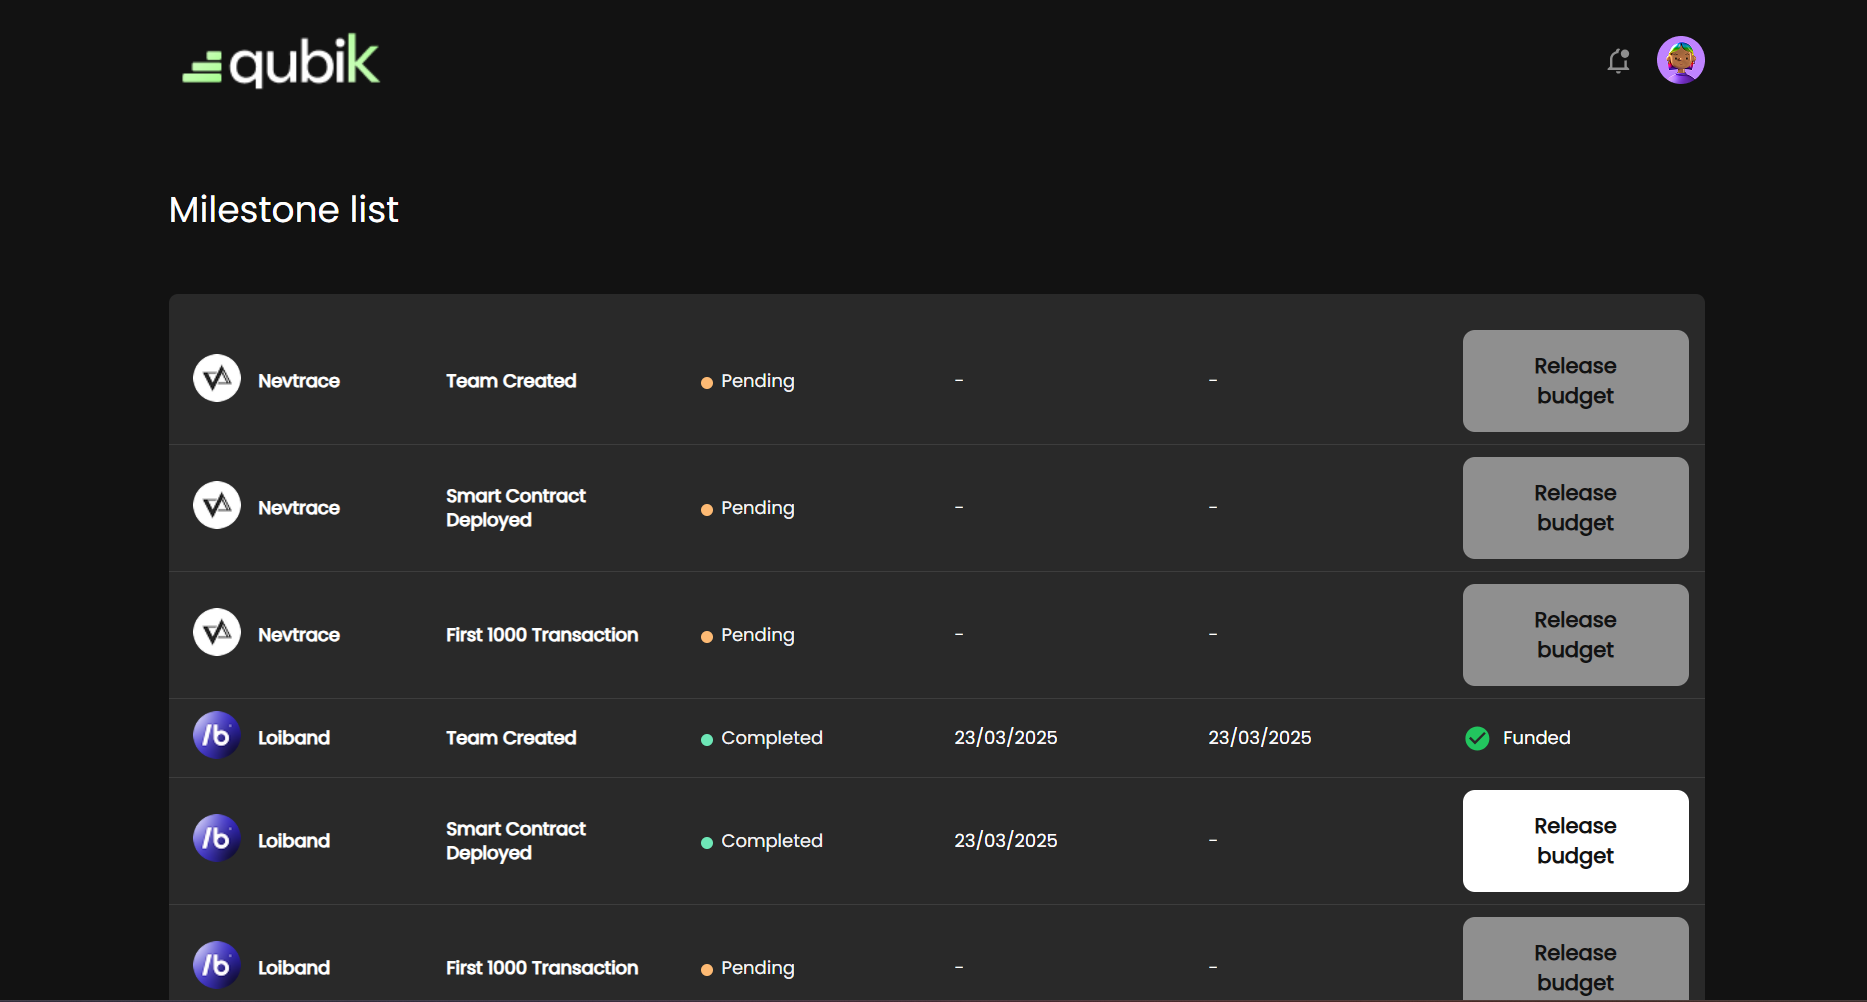 qubik
Milestone list
Nevtrace Team Created Pending - - Release budget
Nevtrace Smart Contract Deployed Pending - - Release budget
Nevtrace First 1000 Transaction Pending - - Release budget
/b Loiband Team Created Completed 23/03/2025 23/03/2025 Funded
/b Loiband Smart Contract Deployed Completed 23/03/2025 - Release budget
/b Loiband First 1000 Transaction Pending - - Release budget